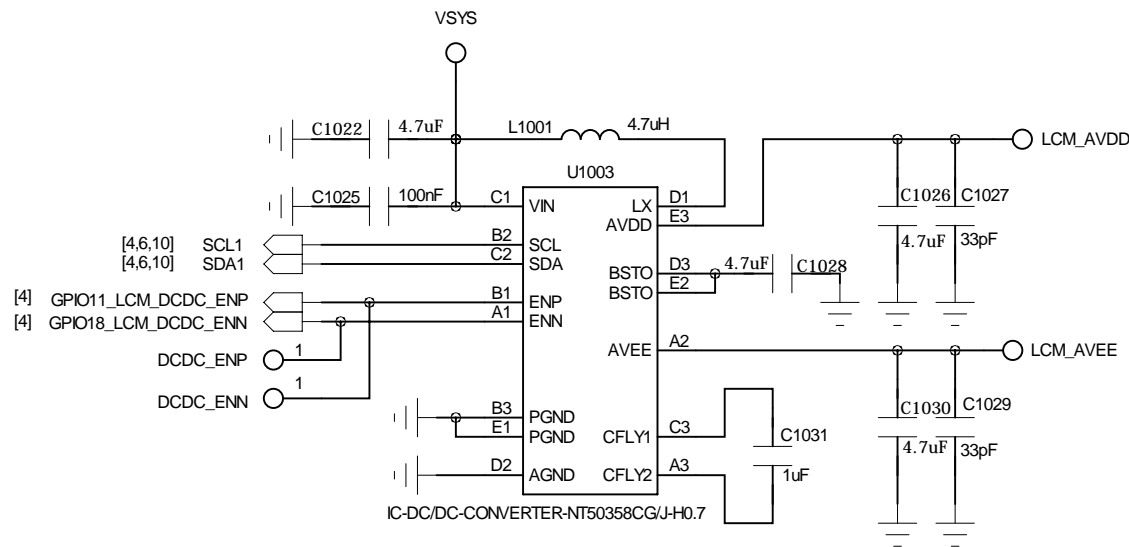 VSYS
C1022 4.7uF L1001 4.7uH
LCM_AVDD
U1003
C1025 100nF C1 VIN LX D1
AVDD E3
C1026 C1027
4.7uF 33pF
[4,6,10] SCL1 B2 SCL
[4,6,10] SDA1 C2 SDA
BSTO D3 4.7uF C1028
BSTO E2
[4] GPIO11_LCM_DCDC_ENP B1 ENP
[4] GPIO18_LCM_DCDC_ENN A1 ENN
AVEE A2 LCM_AVEE
DCDC_ENP 1
DCDC_ENN 1
C1030 C1029
4.7uF 33pF
B3 PGND
E1 PGND CFLY1 C3 C1031
D2 AGND CFLY2 A3 1uF
IC-DC/DC-CONVERTER-NT50358CG/J-H0.7